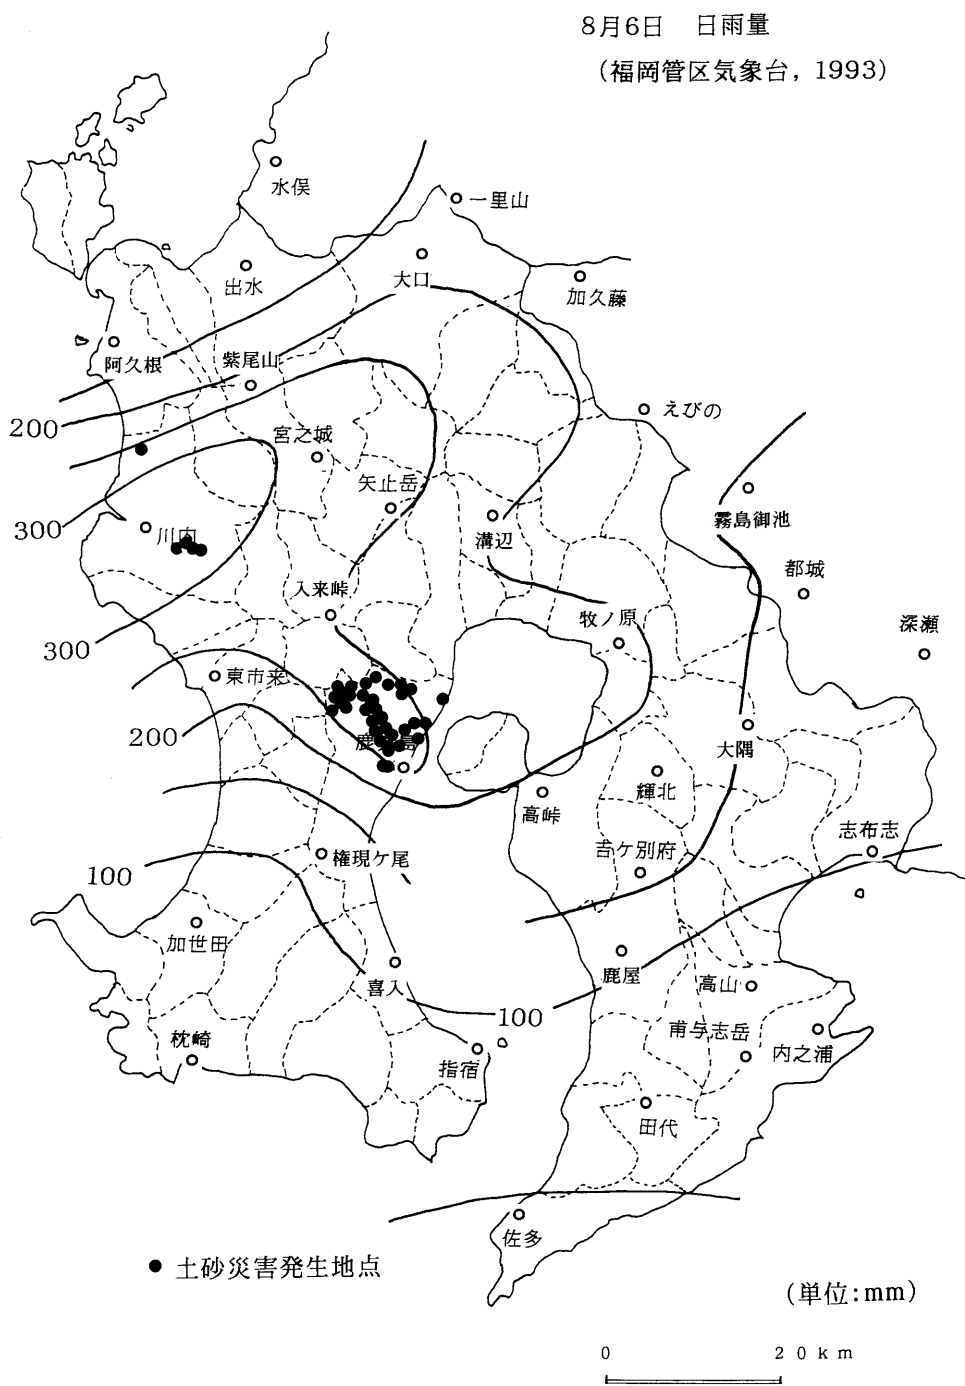 8月6日 日雨量
(福岡管区気象台, 1993)
水俣
一里山
出水
大口
加久藤
阿久根
紫尾山
えびの
200
宮之城
矢止岳
300
川内
溝辺
霧島御池
都城
入来峠
牧ノ原
深瀬
300
東市来
200
鹿児島
大隅
輝北
高峠
志布志
吉ケ別府
権現ケ尾
100
加世田
鹿屋
高山
喜入
100
甫与志岳
内之浦
枕崎
指宿
田代
佐多
● 土砂災害発生地点
(単位:mm)
0 20km